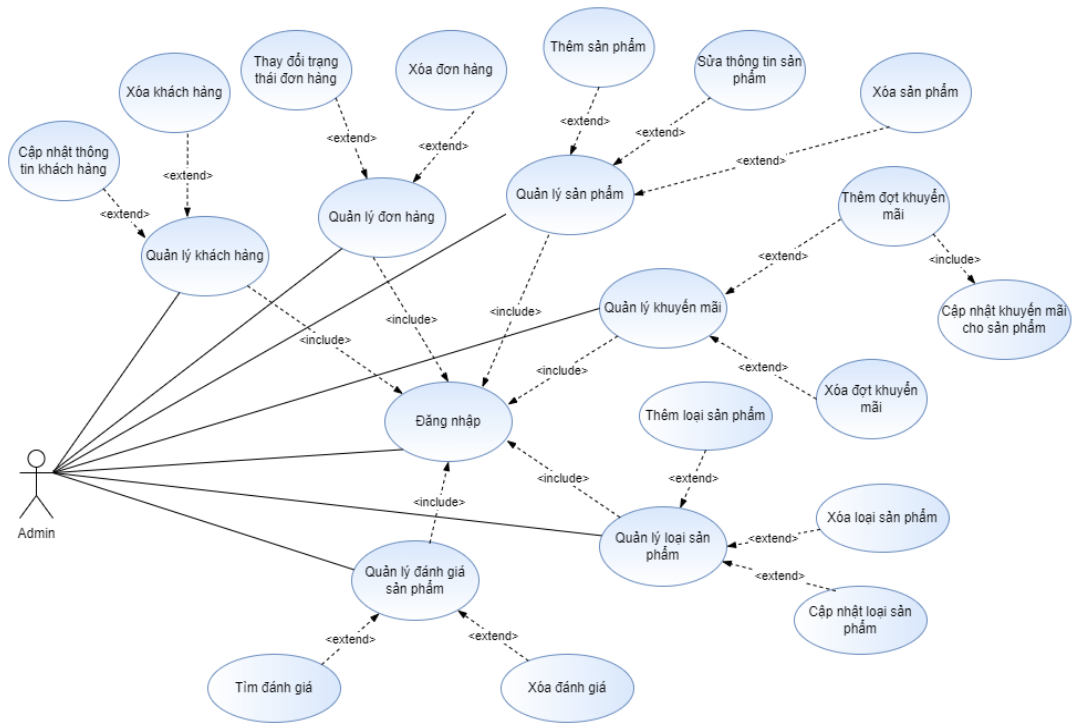 Thêm sản phẩm
Thay đổi trạng
thái đơn hàng
Xóa đơn hàng
Sửa thông tin sản
phẩm
Xóa khách hàng
Xóa sản phẩm
<extend>
<extend>
<extend>
<extend>
<extend>
Cập nhật thông
tin khách hàng
<extend>
<extend>
Quản lý sản phẩm
Thêm đợt khuyến
mãi
<extend>
Quản lý đơn hàng
Quản lý khách hàng
<extend>
<include>
Quản lý khuyến mãi
Cập nhật khuyến mãi
cho sản phẩm
<include>
<include>
<include>
<include>
<extend>
Xóa đợt khuyến
mãi
Đăng nhập
Thêm loại sản phẩm
<include>
<extend>
<include>
Admin
Xóa loại sản phẩm
Quản lý loại sản
phẩm
<extend>
Quản lý đánh giá
sản phẩm
<extend>
Cập nhật loại sản
phẩm
<extend>
<extend>
Tìm đánh giá
Xóa đánh giá